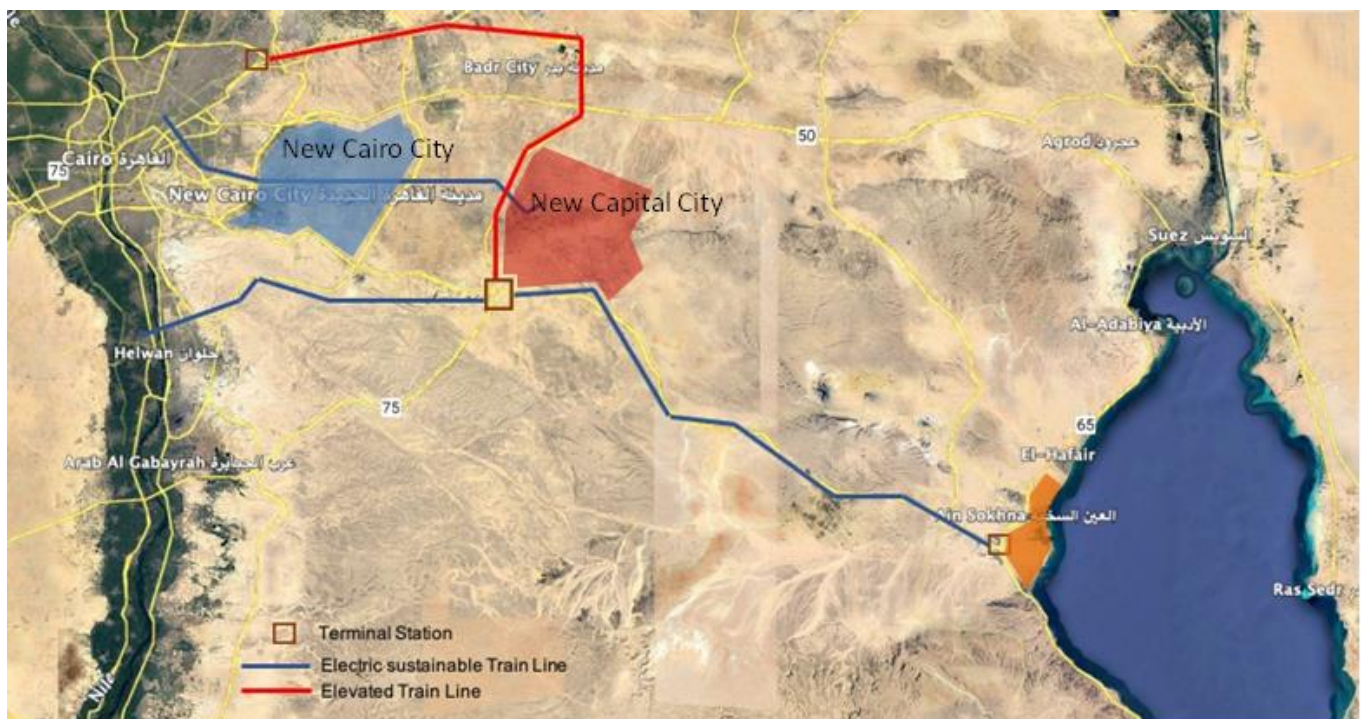 Badr City مدينة بدر
New Cairo City
50
Agrod عجرود
Cairo القاهرة
75
New Cairo City مدينة القاهرة الجديدة
New Capital City
Suez السويس
Al-Adabiya الأدبية
Helwan حلوان
75
65
El-Hafair
Arab Al Gabayrah عرب الجبايرة
Ain Sokhna العين السخنة
Ras Sedr
Terminal Station
Electric sustainable Train Line
Elevated Train Line
Nile